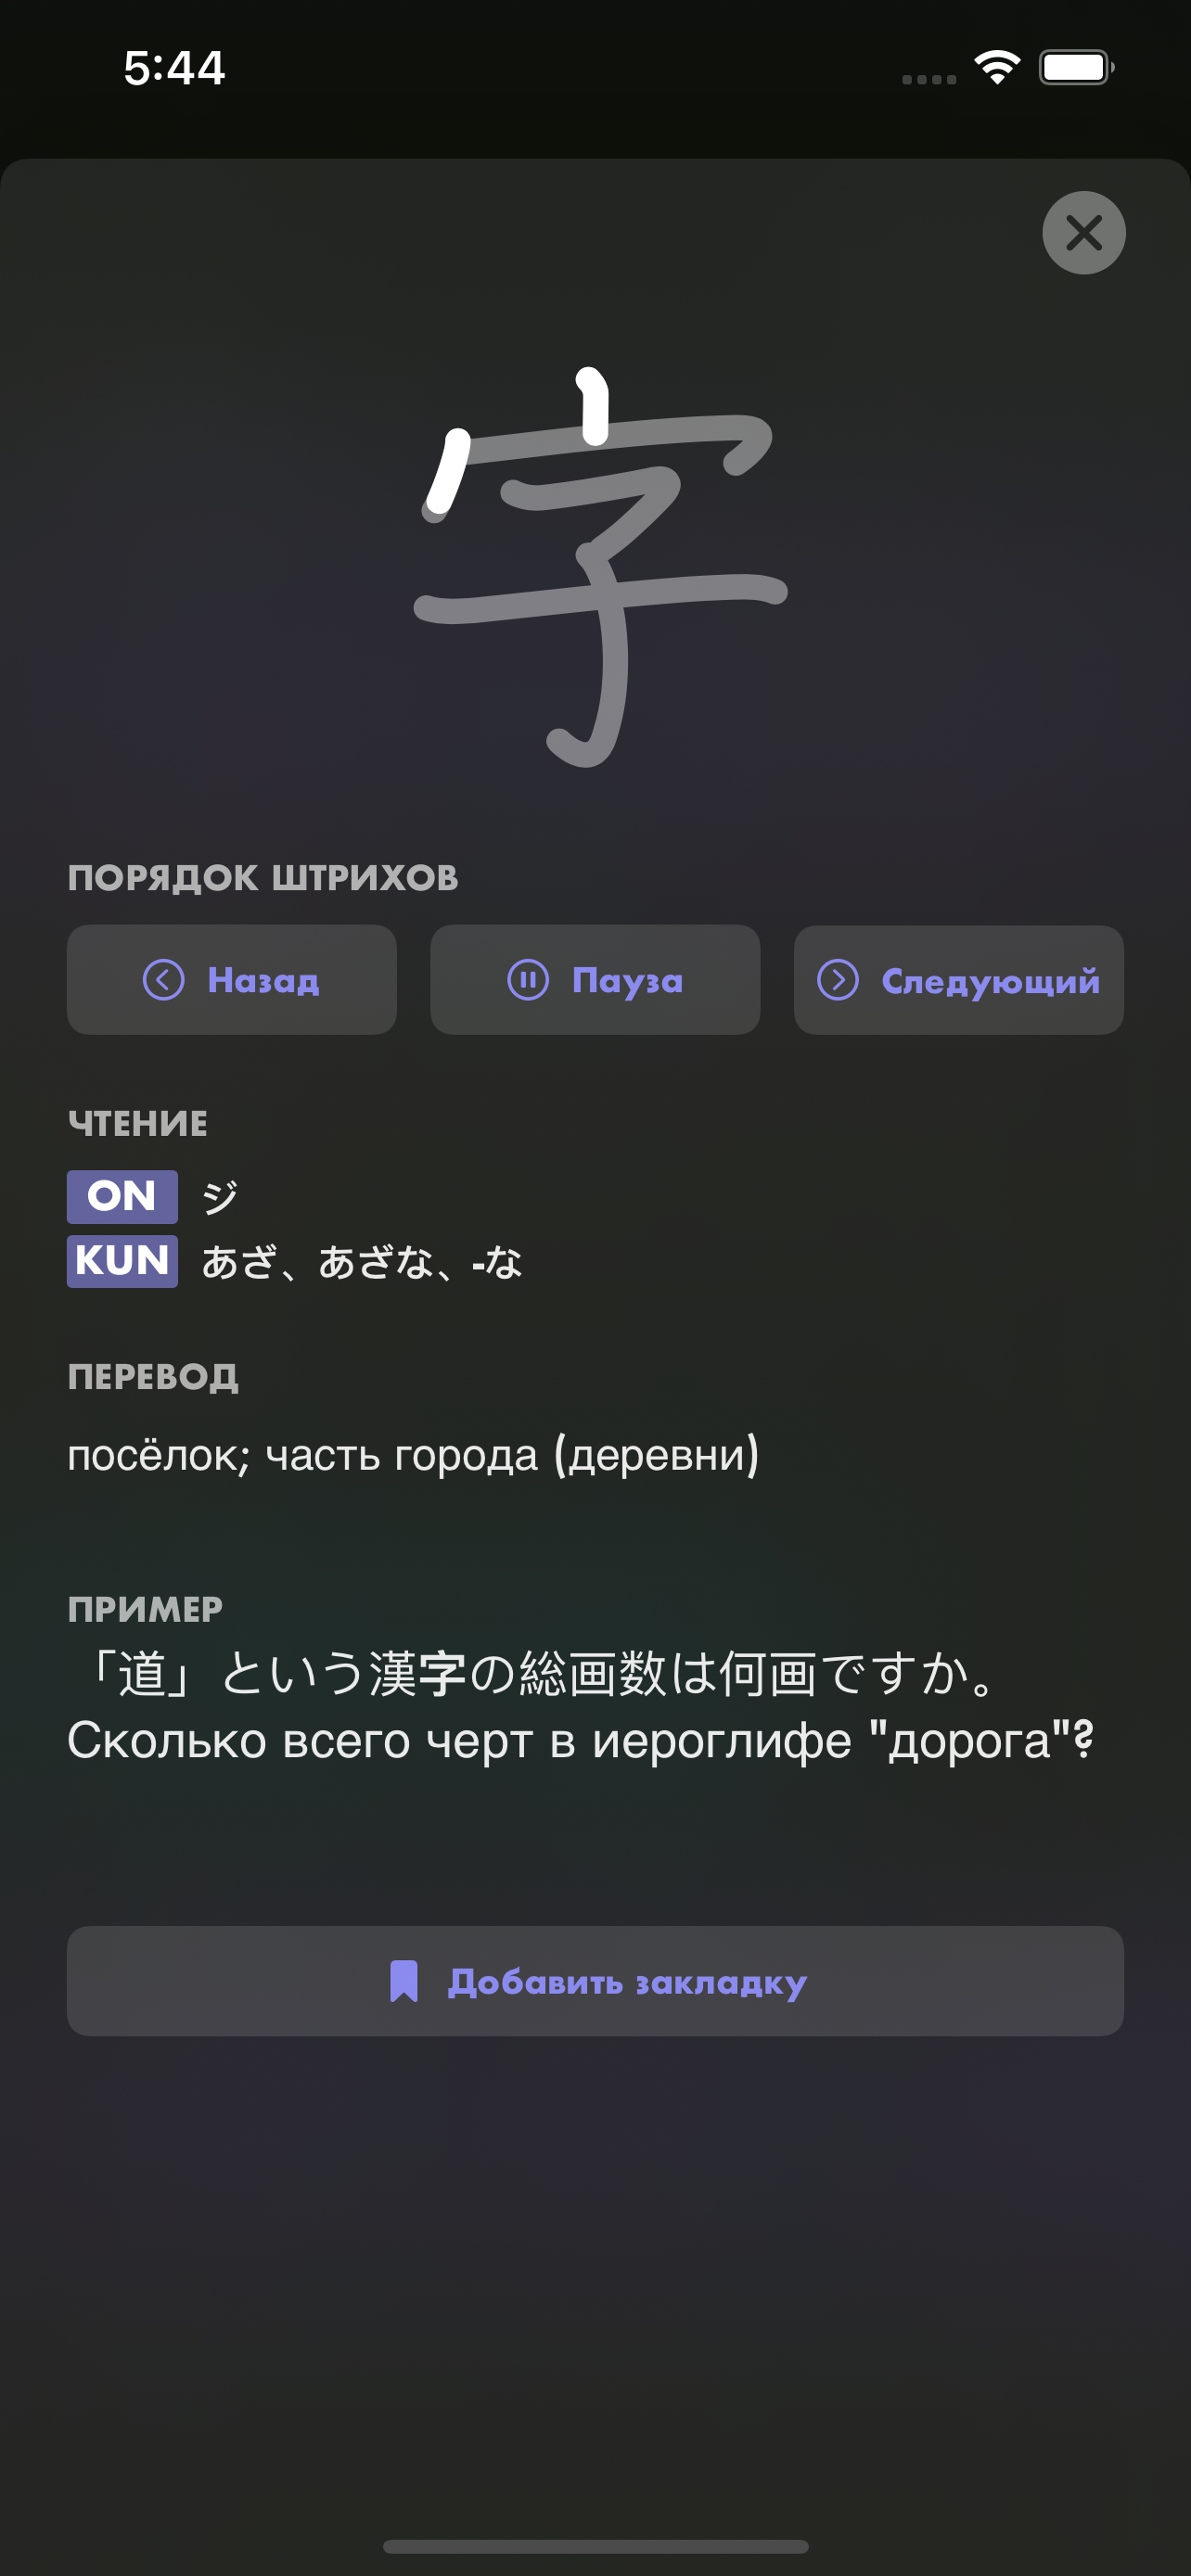 5:44
字
ПОРЯДОК ШТРИХОВ
Назад Пауза Следующий
ЧТЕНИЕ
ON ジ
KUN あざ、あざな、-な
ПЕРЕВОД
посёлок; часть города (деревни)
ПРИМЕР
「道」という漢字の総画数は何画ですか。
Сколько всего черт в иероглифе "дорога"?
Добавить закладку